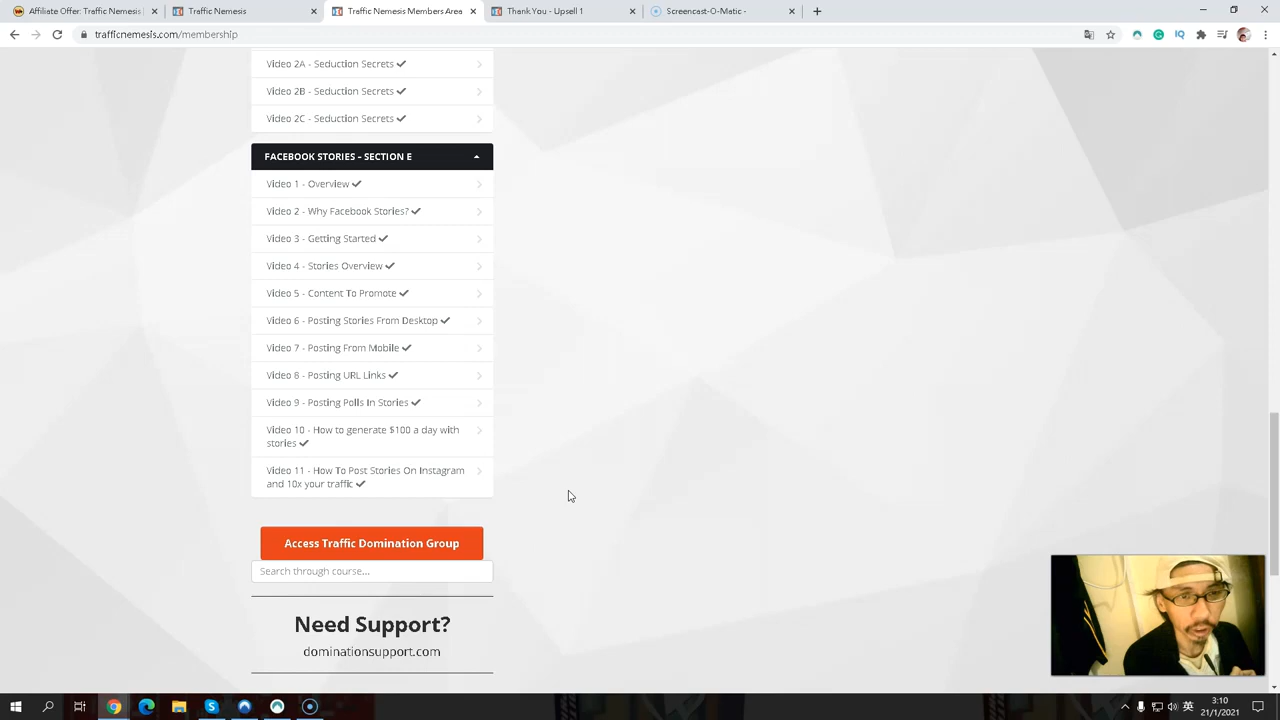 Affiliate Offer: Traffic Nemesis
Traffic Nemesis
Traffic Nemesis Members Area
Thank You - Upsell 1
Screencast-O-Matic -
trafficnemesis.com/membership
Video 2A - Seduction Secrets
Video 2B - Seduction Secrets
Video 2C - Seduction Secrets
FACEBOOK STORIES - SECTION E
Video 1 - Overview
Video 2 - Why Facebook Stories?
Video 3 - Getting Started
Video 4 - Stories Overview
Video 5 - Content To Promote
Video 6 - Posting Stories From Desktop
Video 7 - Posting From Mobile
Video 8 - Posting URL Links
Video 9 - Posting Polls In Stories
Video 10 - How to generate $100 a day with
stories
Video 11 - How To Post Stories On Instagram
and 10x your traffic
Access Traffic Domination Group
Search through course...
Need Support?
dominationsupport.com
英
3:10
21/1/2021